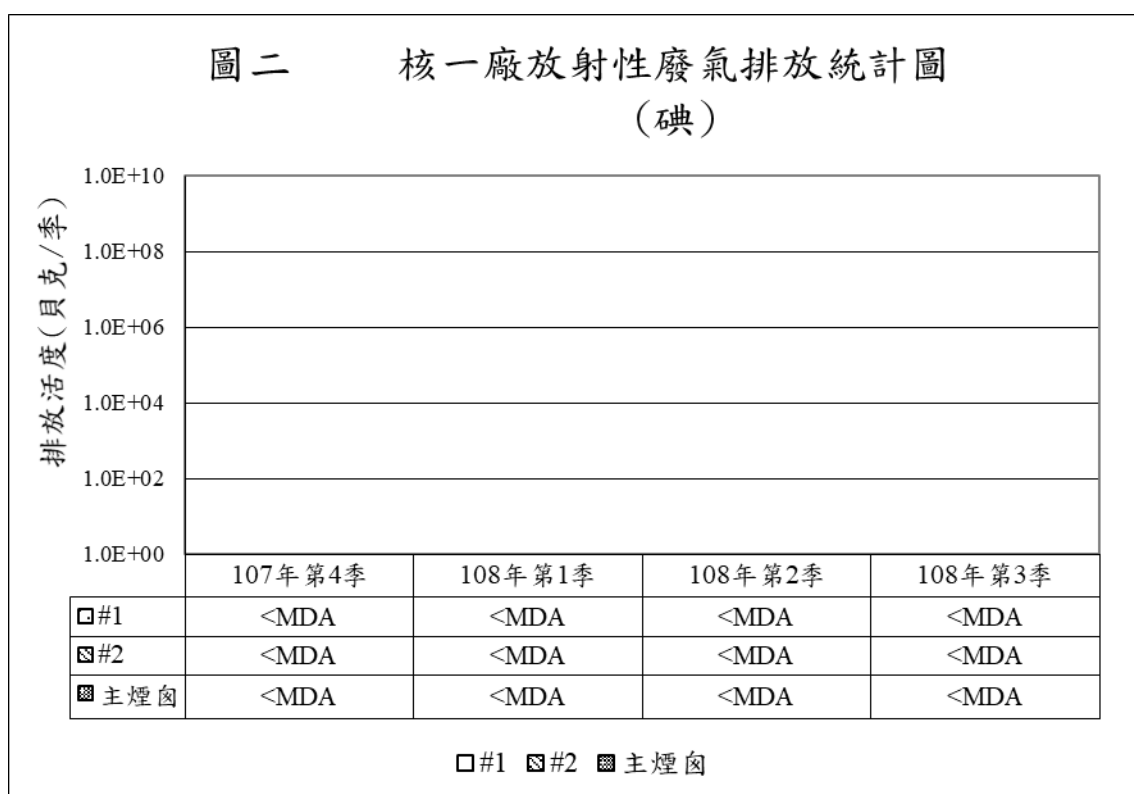 圖二 核一廠放射性廢氣排放統計圖
(碘)
排放活度(貝克/季)
1.0E+10
1.0E+08
1.0E+06
1.0E+04
1.0E+02
1.0E+00
107年第4季 108年第1季 108年第2季 108年第3季
#1 <MDA <MDA <MDA <MDA
#2 <MDA <MDA <MDA <MDA
主煙囪 <MDA <MDA <MDA <MDA
#1 #2 主煙囪